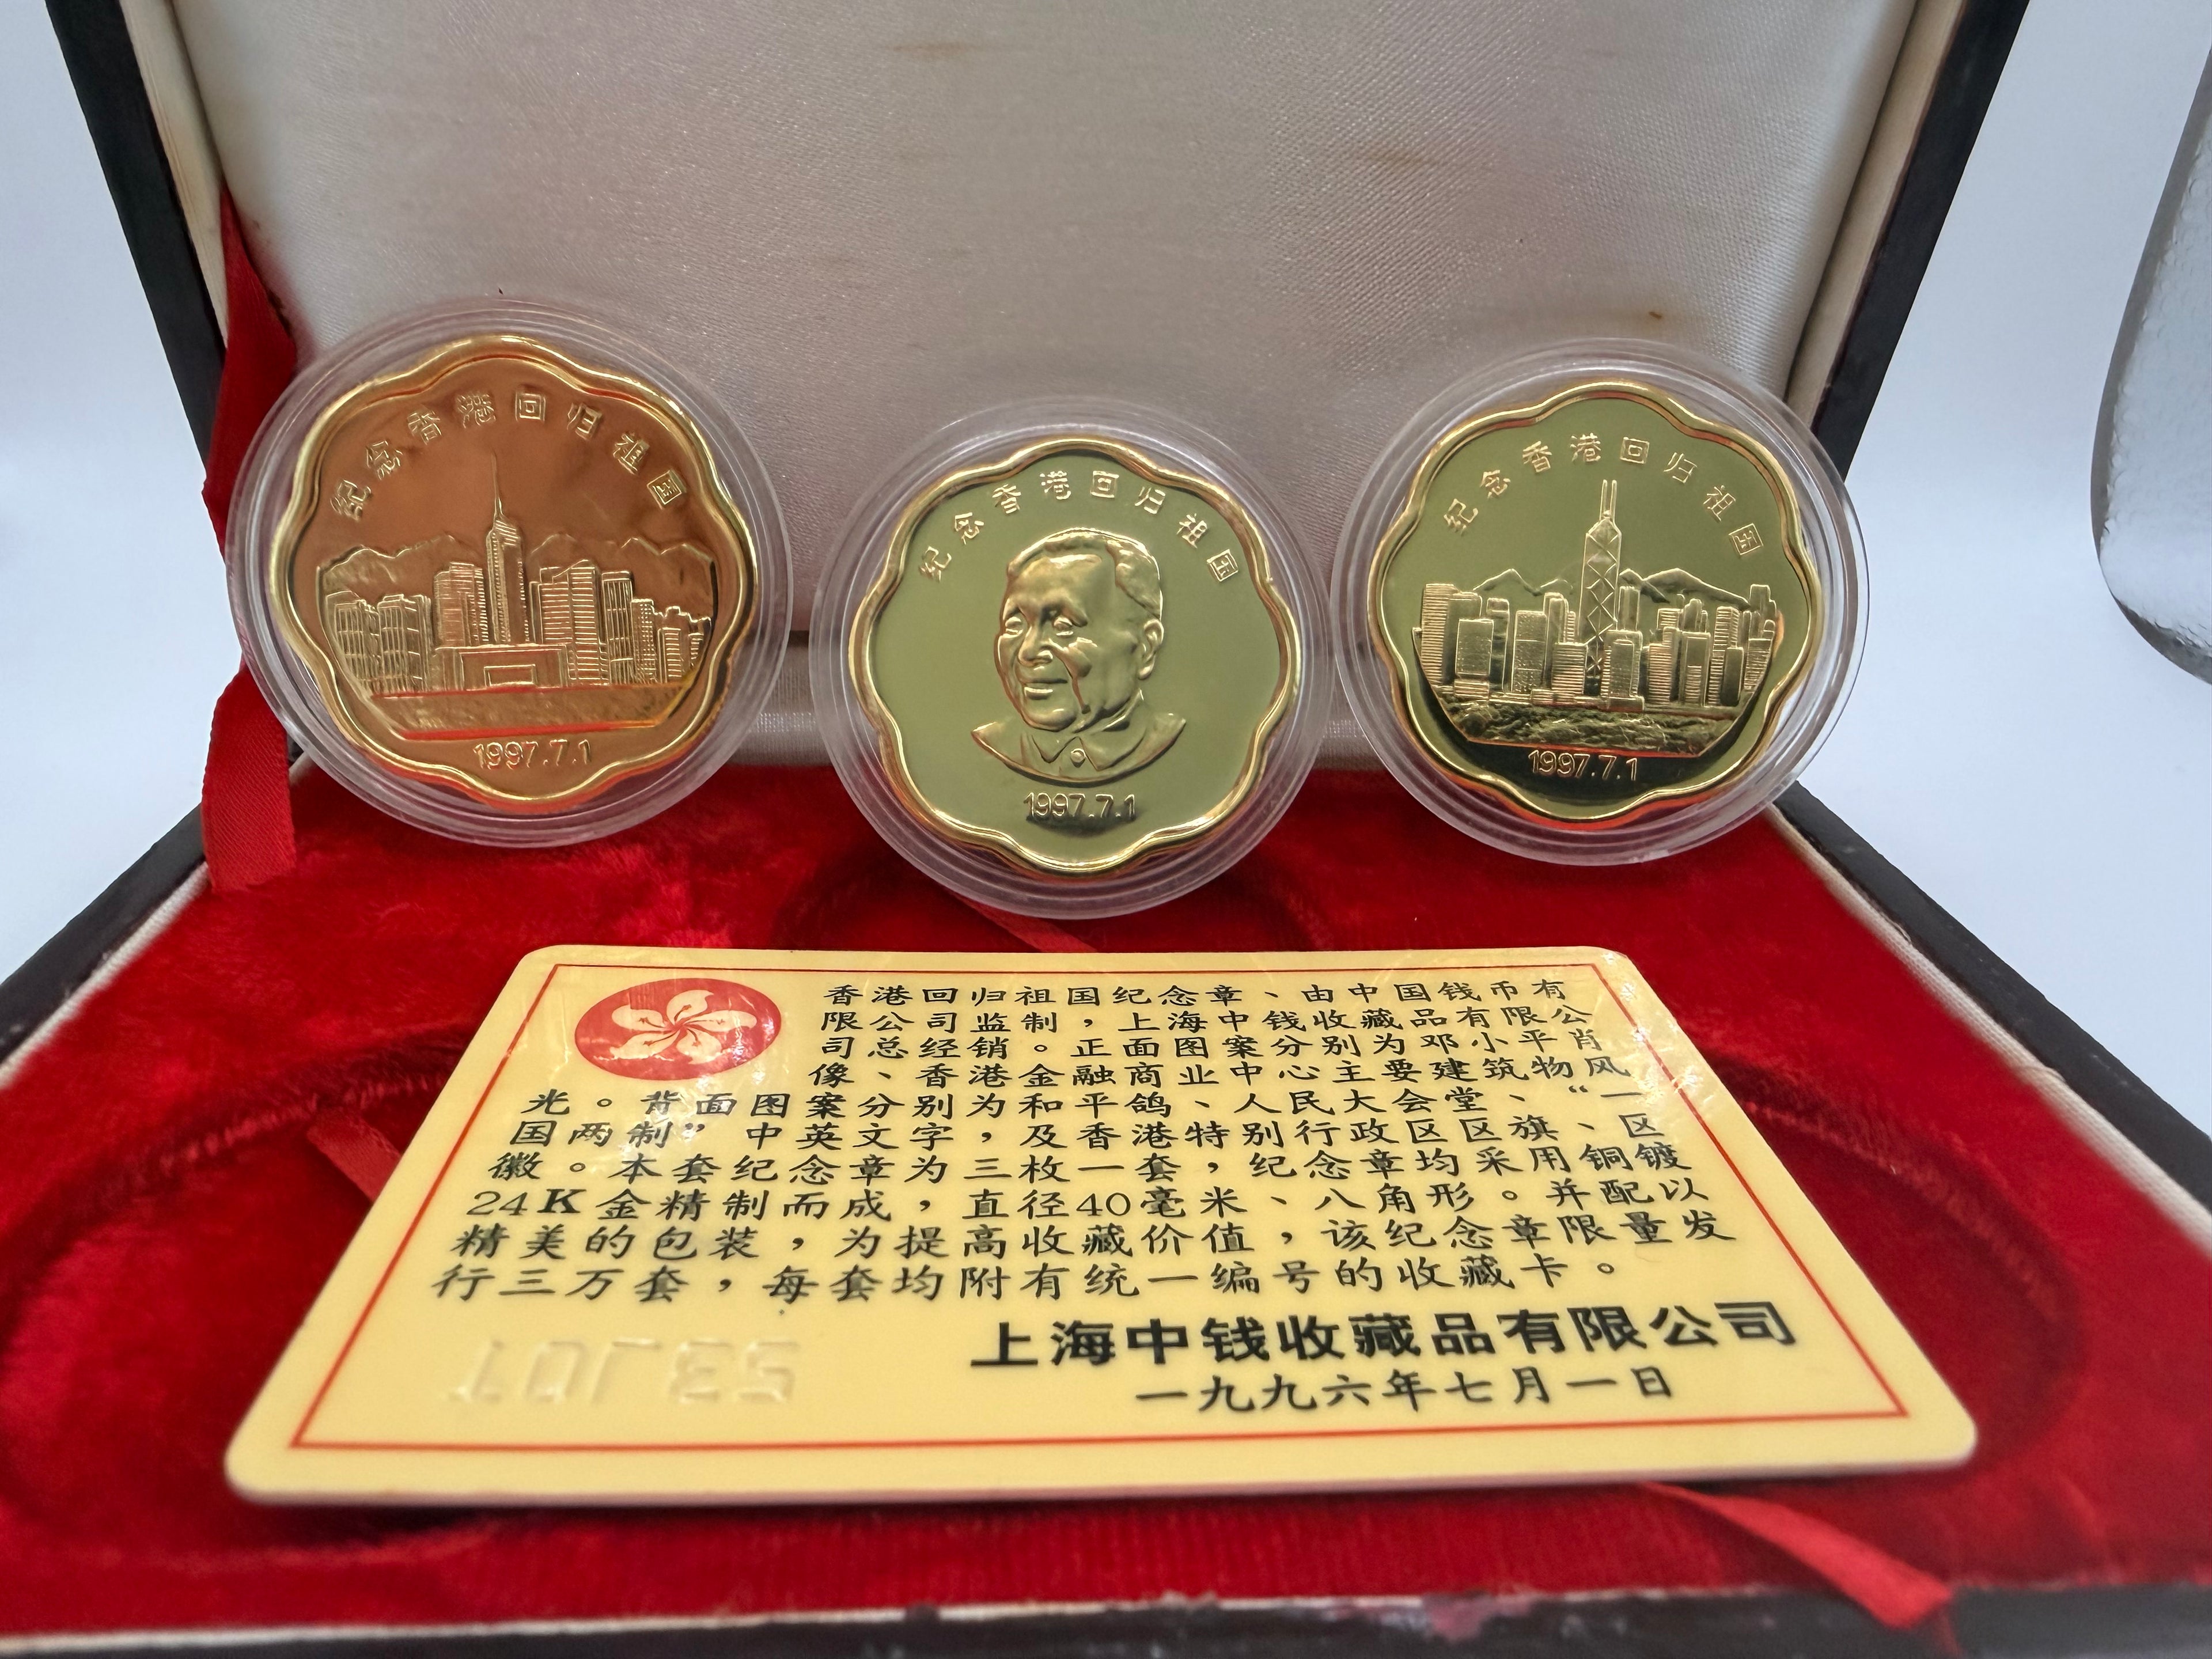 纪念香港回归祖国
1997.7.1
纪念香港回归祖国
1997.7.1
纪念香港回归祖国
1997.7.1
香港回归祖国纪念章、由中国钱币有
限公司监制，上海中钱收藏品有限公
司总经销。正面图案分别为邓小平肖
像、香港金融商业中心主要建筑物风
光。背面图案分别为和平鸽、人民大会堂、“一
国两制”中英文字，及香港特别行政区区旗、区
徽。本套纪念章为三枚一套，纪念章均采用铜镀
24K金精制而成，直径40毫米、八角形。并配以
精美的包装，为提高收藏价值，该纪念章限量发
行三万套，每套均附有统一编号的收藏卡。
上海中钱收藏品有限公司
一九九六年七月一日